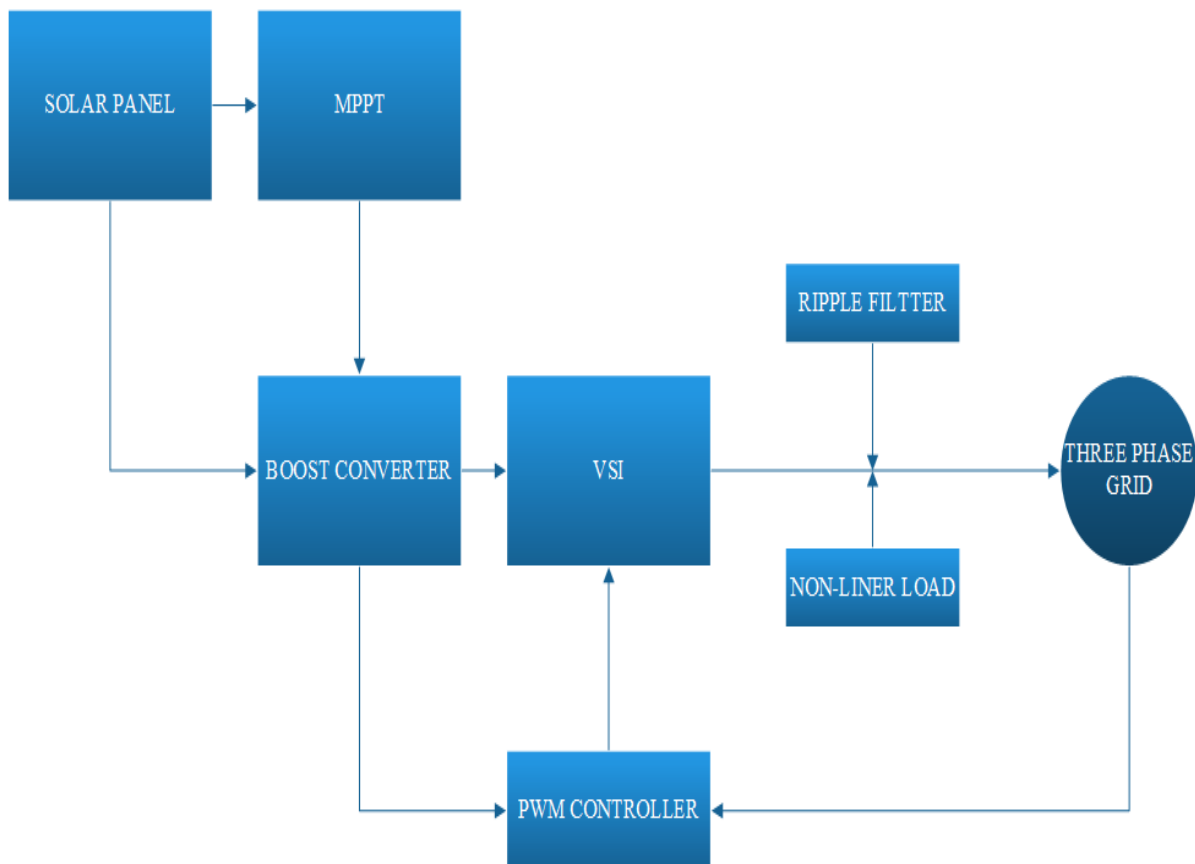 SOLAR PANEL
MPPT
RIPPLE FILTTER
BOOST CONVERTER
VSI
THREE PHASE
GRID
NON-LINER LOAD
PWM CONTROLLER